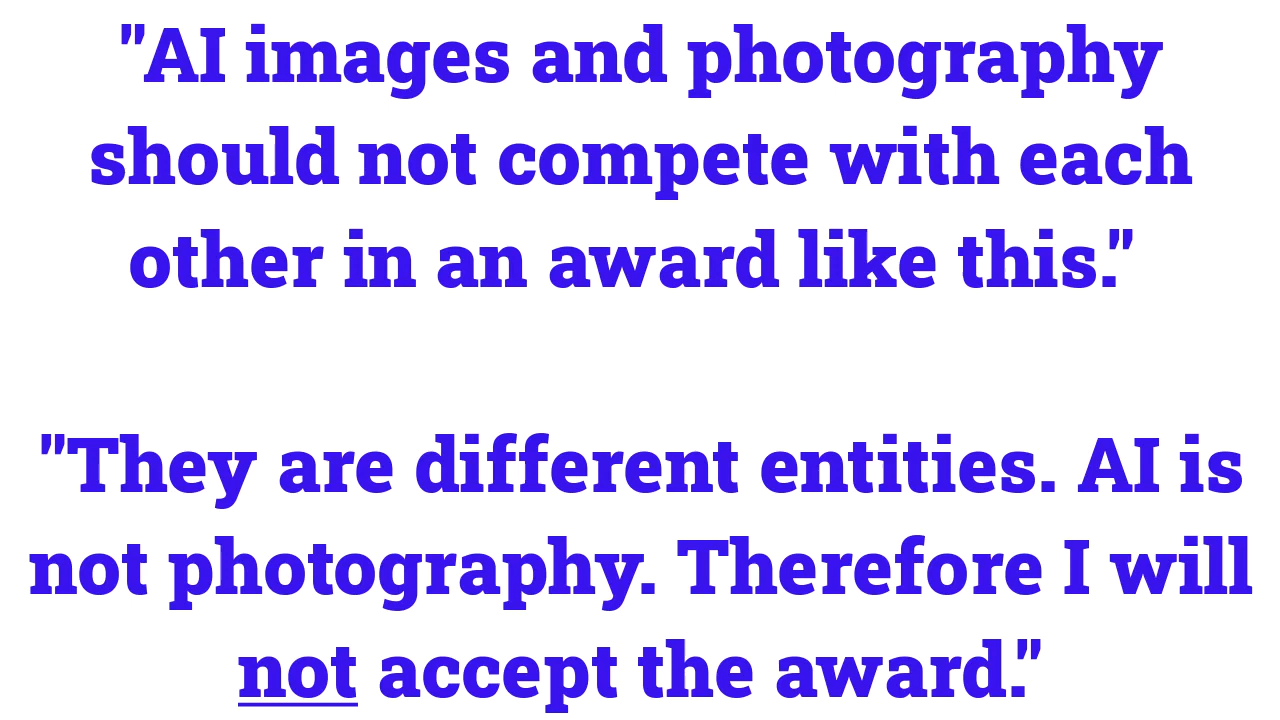 "AI images and photography
should not compete with each
other in an award like this."
"They are different entities. AI is
not photography. Therefore I will
not accept the award."